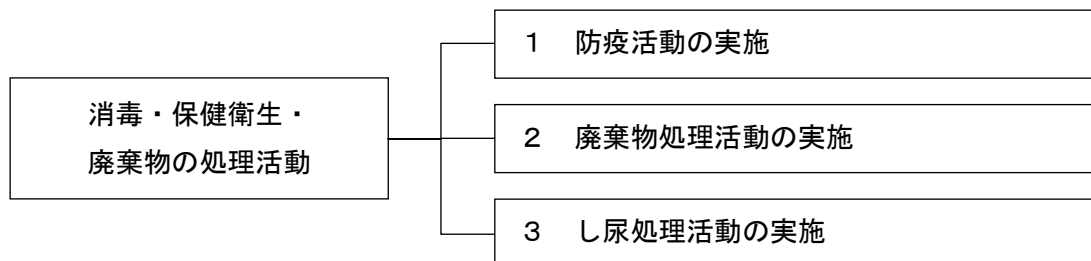 消毒・保健衛生・
廃棄物の処理活動
１　防疫活動の実施
２　廃棄物処理活動の実施
３　し尿処理活動の実施